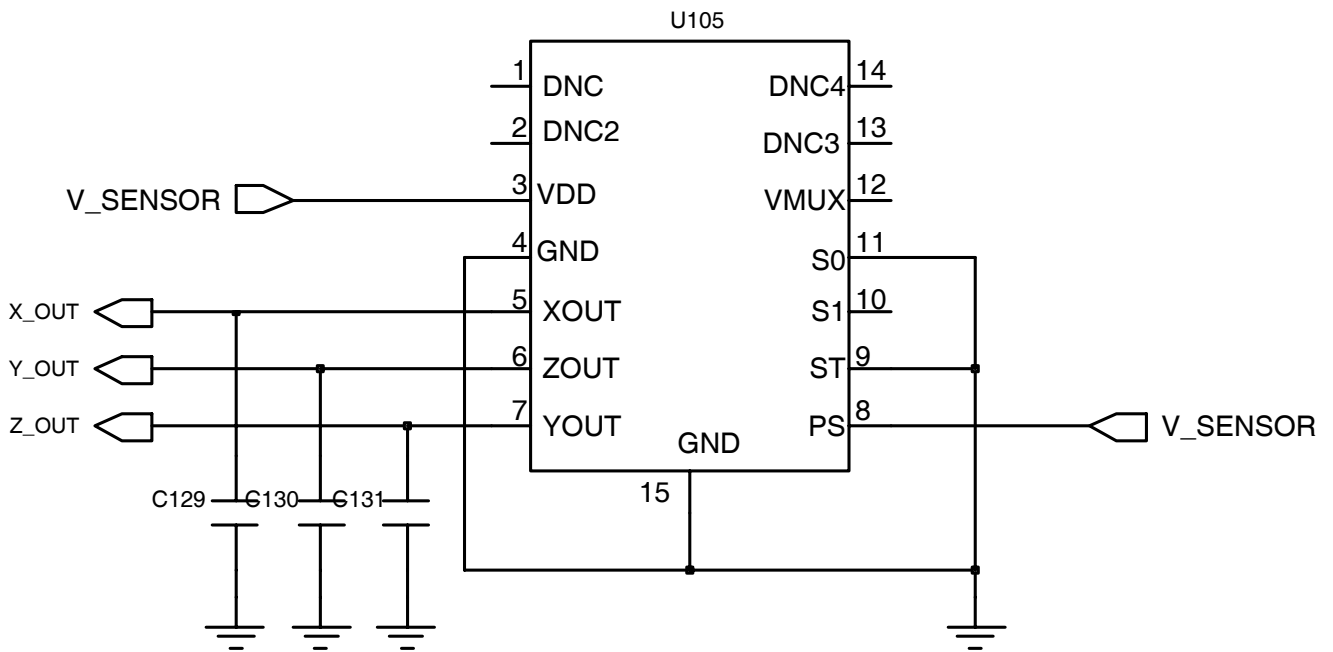 U105
1 DNC DNC4 14
2 DNC2 DNC3 13
V_SENSOR 3 VDD VMUX 12
4 GND S0 11
X_OUT 5 XOUT S1 10
Y_OUT 6 ZOUT ST 9
Z_OUT 7 YOUT PS 8 V_SENSOR
GND
15
C129 C130 C131